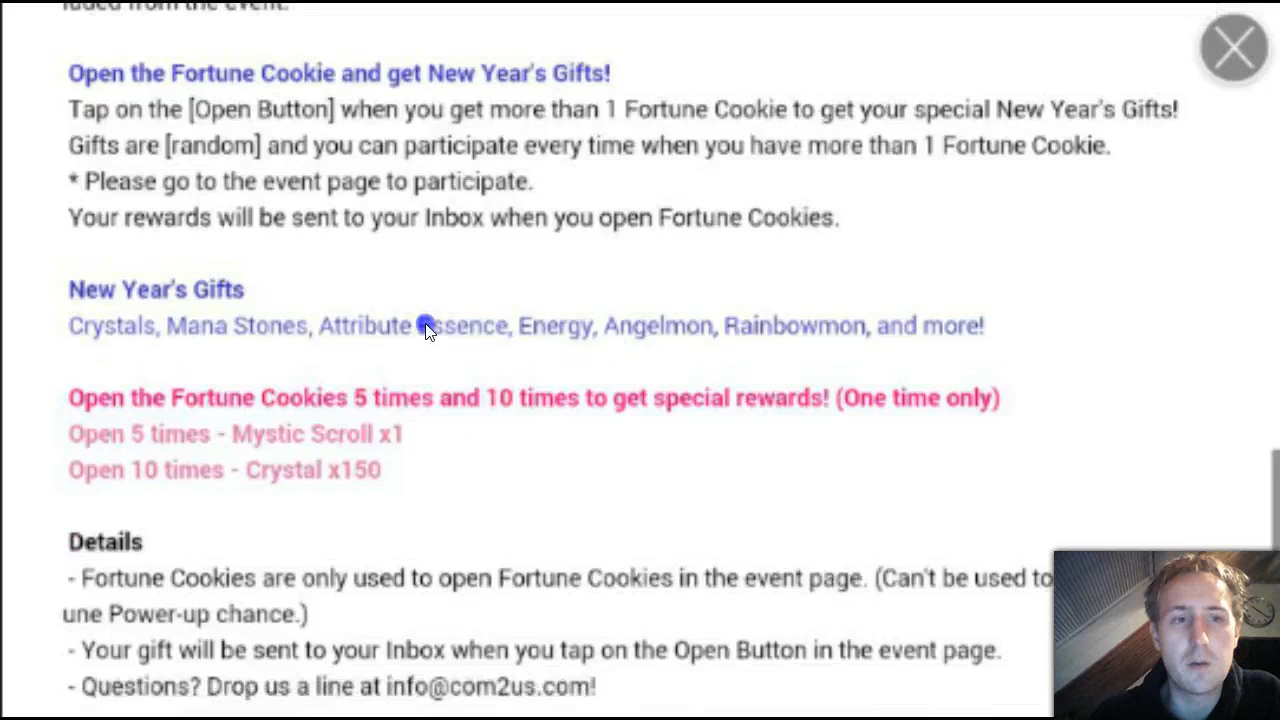 luded from the event.
Open the Fortune Cookie and get New Year's Gifts!
Tap on the [Open Button] when you get more than 1 Fortune Cookie to get your special New Year's Gifts!
Gifts are [random] and you can participate every time when you have more than 1 Fortune Cookie.
* Please go to the event page to participate.
Your rewards will be sent to your Inbox when you open Fortune Cookies.
New Year's Gifts
Crystals, Mana Stones, Attribute Essence, Energy, Angelmon, Rainbowmon, and more!
Open the Fortune Cookies 5 times and 10 times to get special rewards! (One time only)
Open 5 times - Mystic Scroll x1
Open 10 times - Crystal x150
Details
- Fortune Cookies are only used to open Fortune Cookies in the event page. (Can't be used to
une Power-up chance.)
- Your gift will be sent to your Inbox when you tap on the Open Button in the event page.
- Questions? Drop us a line at info@com2us.com!